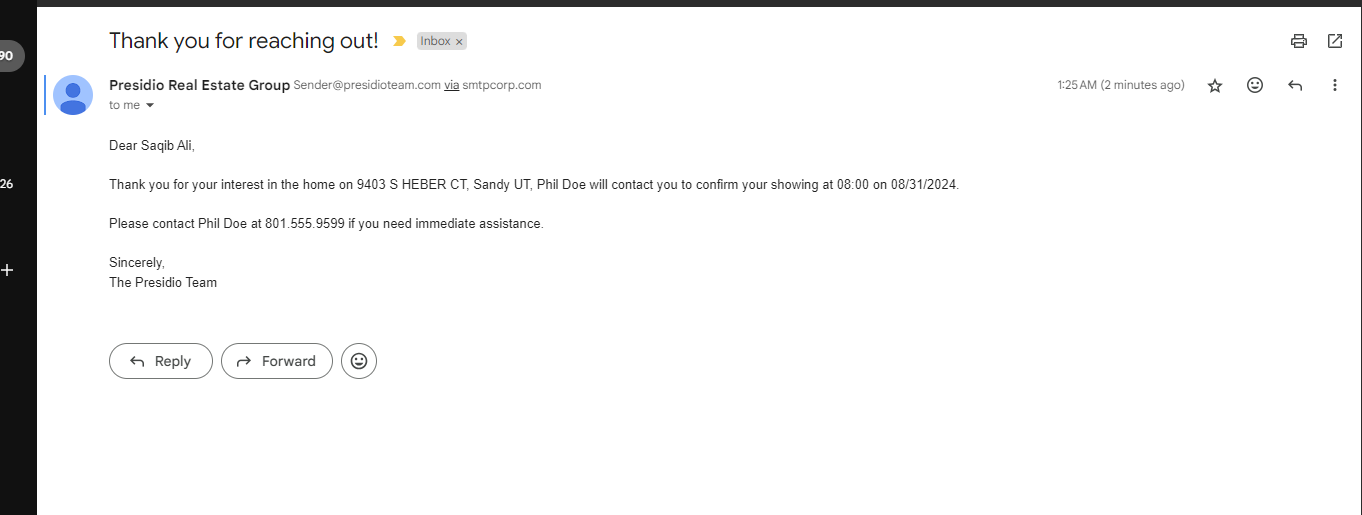 Thank you for reaching out! Inbox ×
90
Presidio Real Estate Group Sender@presidioteam.com via smtpcorp.com 1:25 AM (2 minutes ago)
to me
Dear Saqib Ali,
26
Thank you for your interest in the home on 9403 S HEBER CT, Sandy UT, Phil Doe will contact you to confirm your showing at 08:00 on 08/31/2024.
Please contact Phil Doe at 801.555.9599 if you need immediate assistance.
Sincerely,
The Presidio Team
Reply Forward